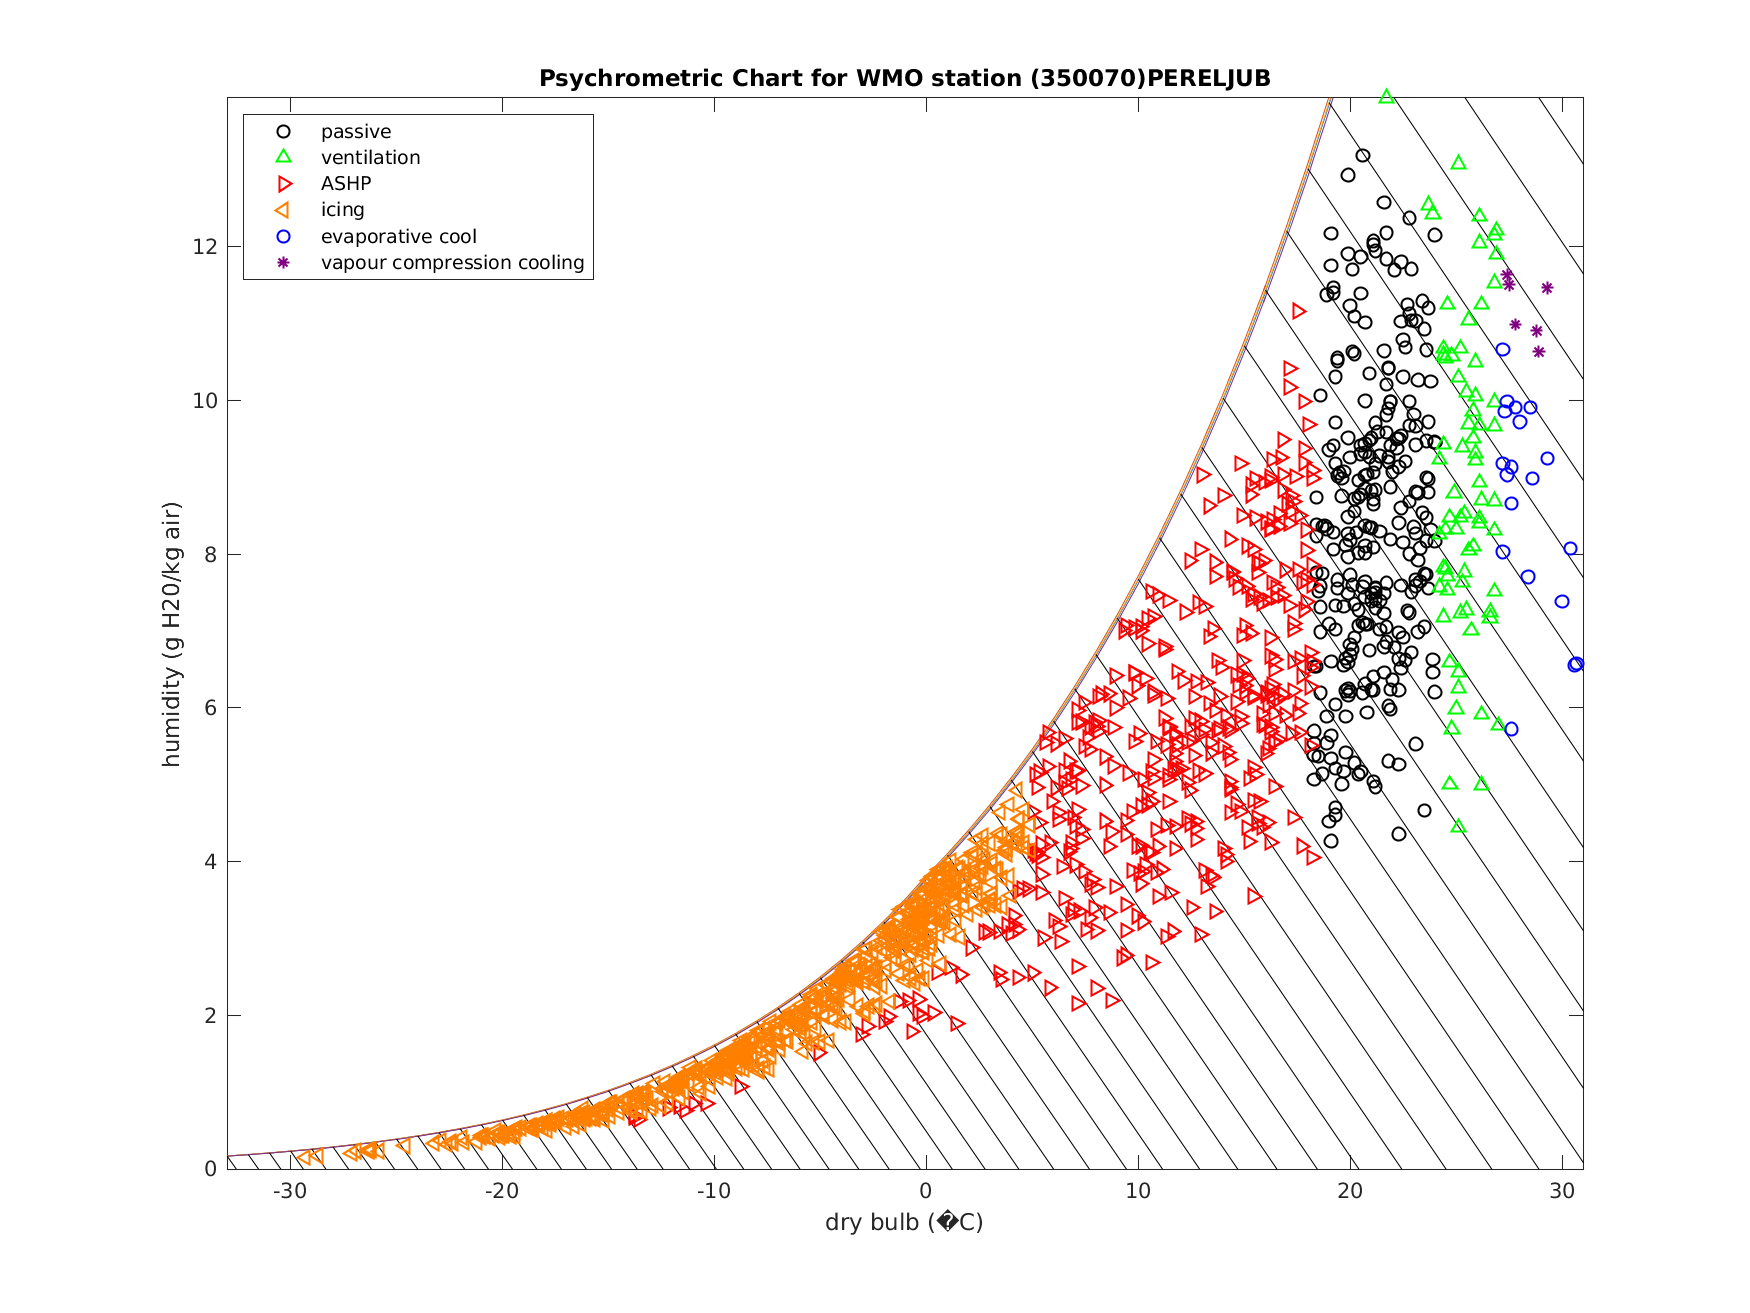 Psychrometric Chart for WMO station (350070)PERELJUB
passive
ventilation
ASHP
icing
evaporative cool
vapour compression cooling
humidity (g H20/kg air)
12
10
8
6
4
2
0
-30 -20 -10 0 10 20 30
dry bulb (�C)